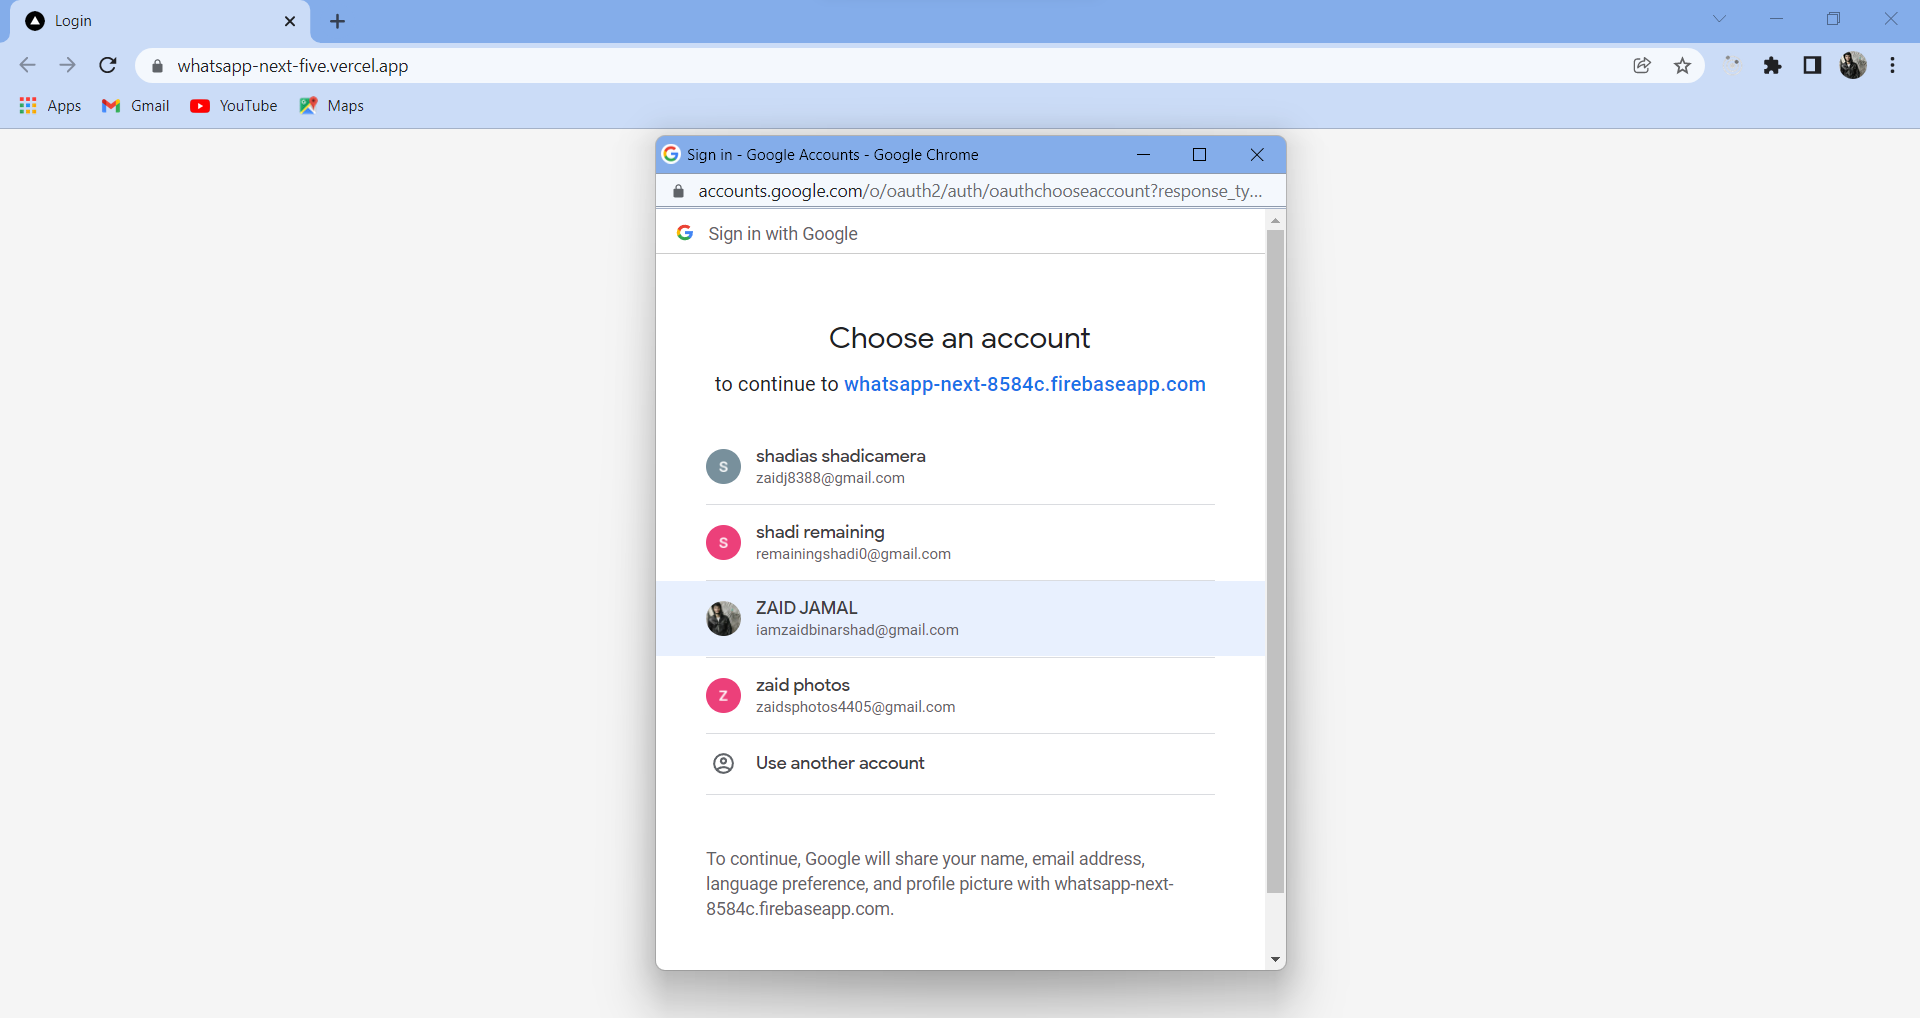 Login
whatsapp-next-five.vercel.app
Apps Gmail YouTube Maps
Sign in - Google Accounts - Google Chrome
accounts.google.com/o/oauth2/auth/oauthchooseaccount?response_ty...
Sign in with Google
Choose an account
to continue to whatsapp-next-8584c.firebaseapp.com
S
shadias shadicamera
zaidj8388@gmail.com
S
shadi remaining
remainingshadi0@gmail.com
ZAID JAMAL
iamzaidbinarshad@gmail.com
Z
zaid photos
zaidsphotos4405@gmail.com
Use another account
To continue, Google will share your name, email address,
language preference, and profile picture with whatsapp-next-
8584c.firebaseapp.com.